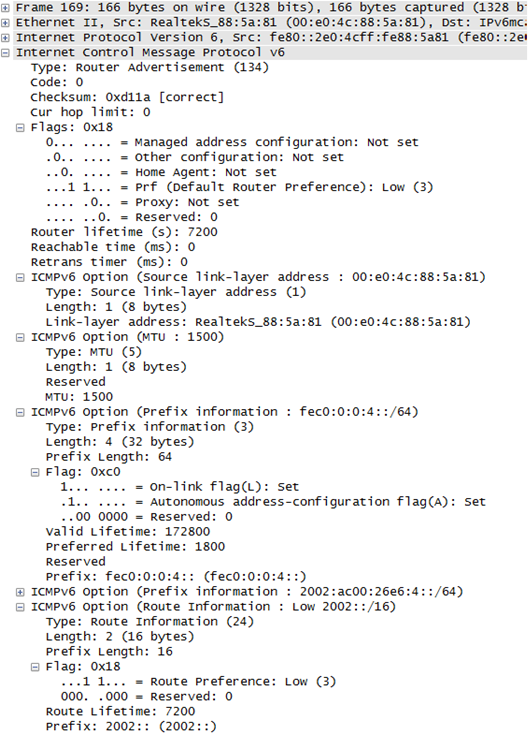 Frame 169: 166 bytes on wire (1328 bits), 166 bytes captured (1328 b
Ethernet II, Src: RealtekS_88:5a:81 (00:e0:4c:88:5a:81), Dst: IPv6mc
Internet Protocol Version 6, Src: fe80::2e0:4cff:fe88:5a81 (fe80::2e
Internet Control Message Protocol v6
Type: Router Advertisement (134)
Code: 0
Checksum: 0xd11a [correct]
Cur hop limit: 0
Flags: 0x18
0... .... = Managed address configuration: Not set
.0.. .... = Other configuration: Not set
..0. .... = Home Agent: Not set
...1 1... = Prf (Default Router Preference): Low (3)
.... .0.. = Proxy: Not set
.... ..0. = Reserved: 0
Router lifetime (s): 7200
Reachable time (ms): 0
Retrans timer (ms): 0
ICMPv6 Option (Source link-layer address : 00:e0:4c:88:5a:81)
Type: Source link-layer address (1)
Length: 1 (8 bytes)
Link-layer address: RealtekS_88:5a:81 (00:e0:4c:88:5a:81)
ICMPv6 Option (MTU : 1500)
Type: MTU (5)
Length: 1 (8 bytes)
Reserved
MTU: 1500
ICMPv6 Option (Prefix information : fec0:0:0:4::/64)
Type: Prefix information (3)
Length: 4 (32 bytes)
Prefix Length: 64
Flag: 0xc0
1... .... = On-link flag(L): Set
.1.. .... = Autonomous address-configuration flag(A): Set
..00 0000 = Reserved: 0
Valid Lifetime: 172800
Preferred Lifetime: 1800
Reserved
Prefix: fec0:0:0:4:: (fec0:0:0:4::)
ICMPv6 Option (Prefix information : 2002:ac00:26e6:4::/64)
ICMPv6 Option (Route Information : Low 2002::/16)
Type: Route Information (24)
Length: 2 (16 bytes)
Prefix Length: 16
Flag: 0x18
...1 1... = Route Preference: Low (3)
000. .000 = Reserved: 0
Route Lifetime: 7200
Prefix: 2002:: (2002::)